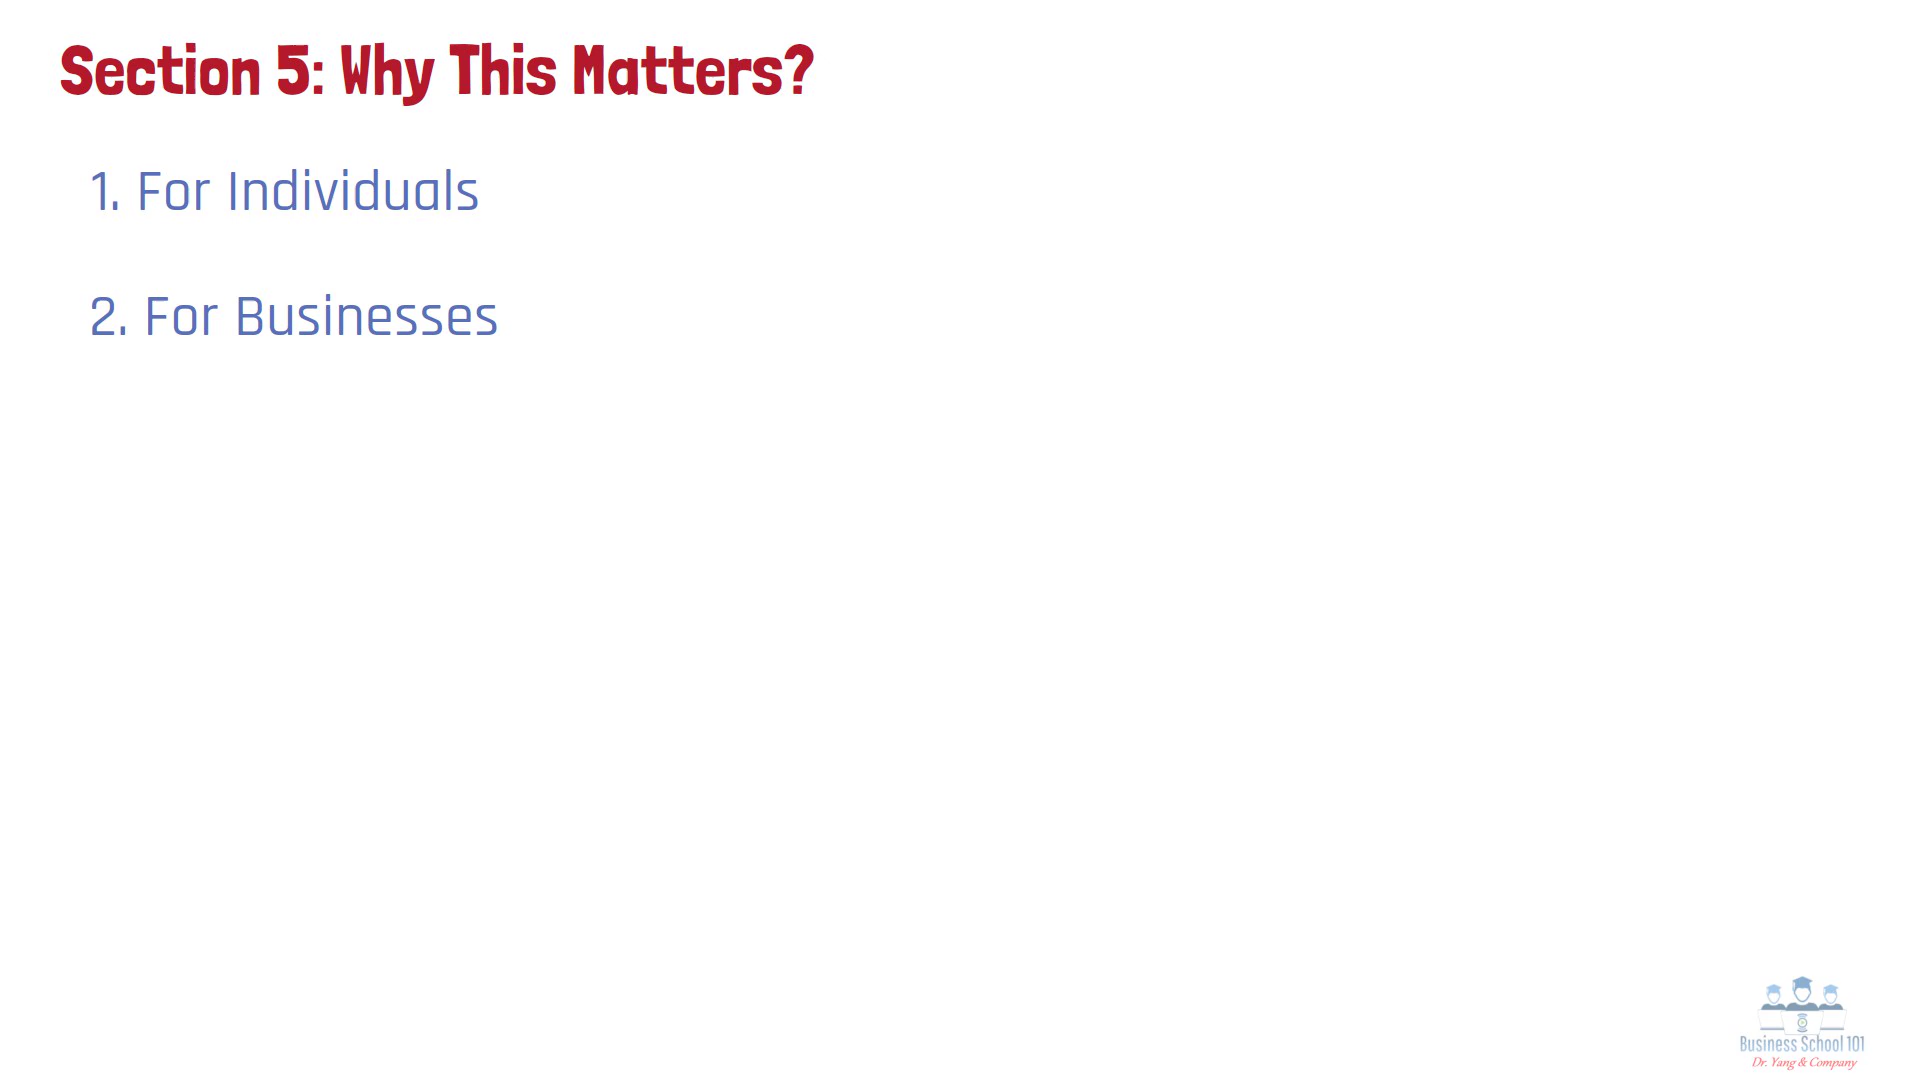 Section 5: Why This Matters?
1. For Individuals
2. For Businesses
Business School 101
Dr. Yang & Company